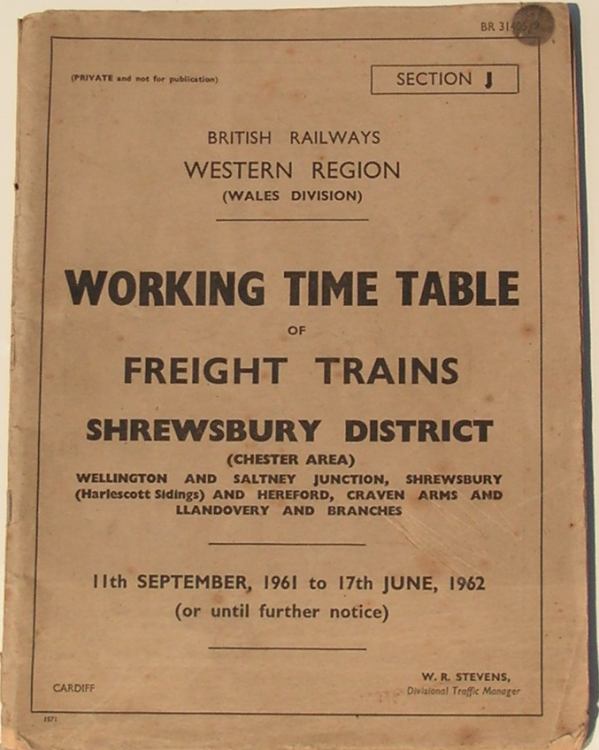 BR
(PRIVATE and not for publication)
SECTION J
BRITISH RAILWAYS
WESTERN REGION
(WALES DIVISION)
WORKING TIME TABLE
OF
FREIGHT TRAINS
SHREWSBURY DISTRICT
(CHESTER AREA)
WELLINGTON AND SALTNEY JUNCTION, SHREWSBURY
(Harlescott Sidings) AND HEREFORD, CRAVEN ARMS AND
LLANDOVERY AND BRANCHES
11th SEPTEMBER, 1961 to 17th JUNE, 1962
(or until further notice)
W. R. STEVENS,
CARDIFF
Divisional Traffic Manager
1571